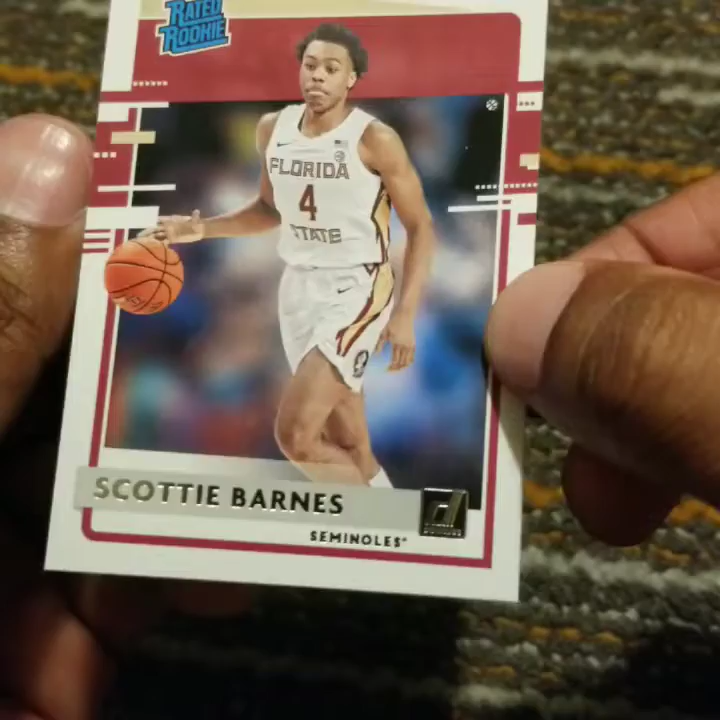 RATED
ROOKIE
FLORIDA
4
STATE
SCOTTIE BARNES
SEMINOLES